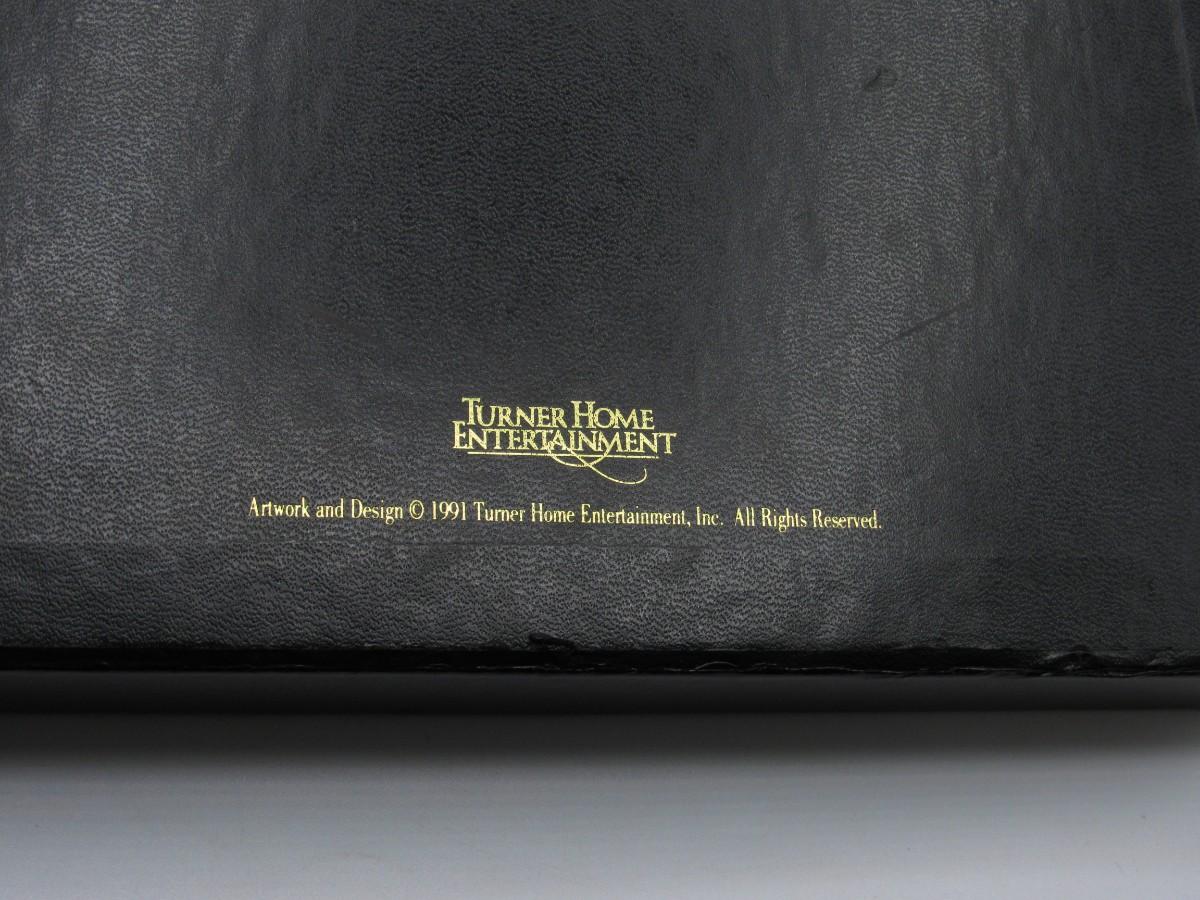 TURNER HOME
ENTERTAINMENT
Artwork and Design © 1991 Turner Home Entertainment, Inc. All Rights Reserved.